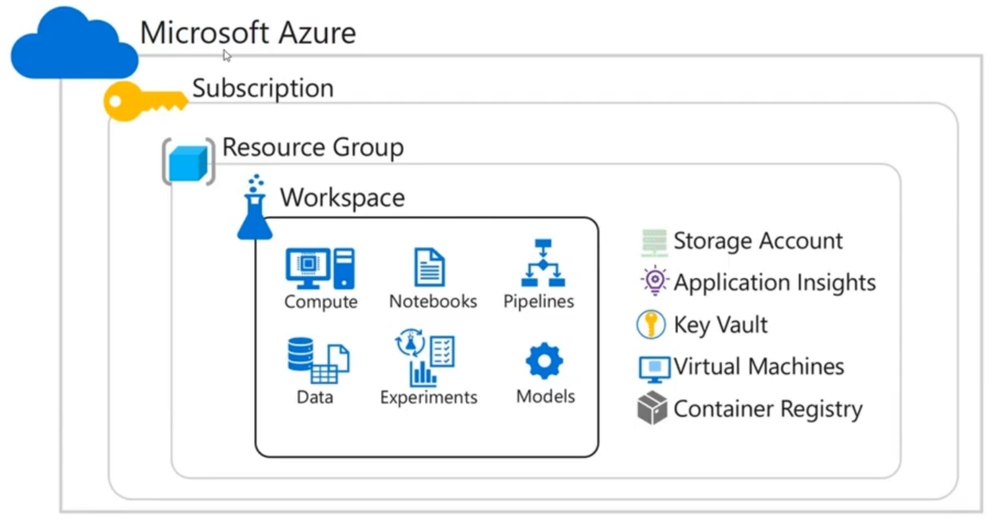 Microsoft Azure
Subscription
Resource Group
Workspace
Compute
Notebooks
Pipelines
Data
Experiments
Models
Storage Account
Application Insights
Key Vault
Virtual Machines
Container Registry